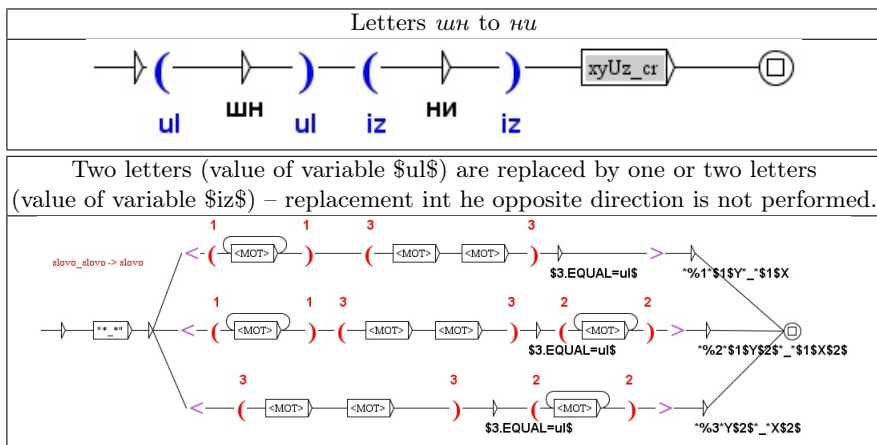 Letters шн to ни
xyUz_cr
ul шн ul iz ни iz
Two letters (value of variable $ul$) are replaced by one or two letters
(value of variable $iz$) – replacement int he opposite direction is not performed.
1 1 3 3
< ( <MOT> ) ( <MOT> <MOT> ) >
slovo_slovo -> slovo
$3.EQUAL=ul$ *%1*$1$Y*_*$1$X
1 1 3 3 2 2
"*_*" < ( <MOT> ) ( <MOT> <MOT> ) ( <MOT> ) >
$3.EQUAL=ul$ *%2*$1$Y$2$*_*$1$X$2$
3 3 2 2
< ( <MOT> <MOT> ) ( <MOT> ) >
$3.EQUAL=ul$ *%3*Y$2$*_*X$2$